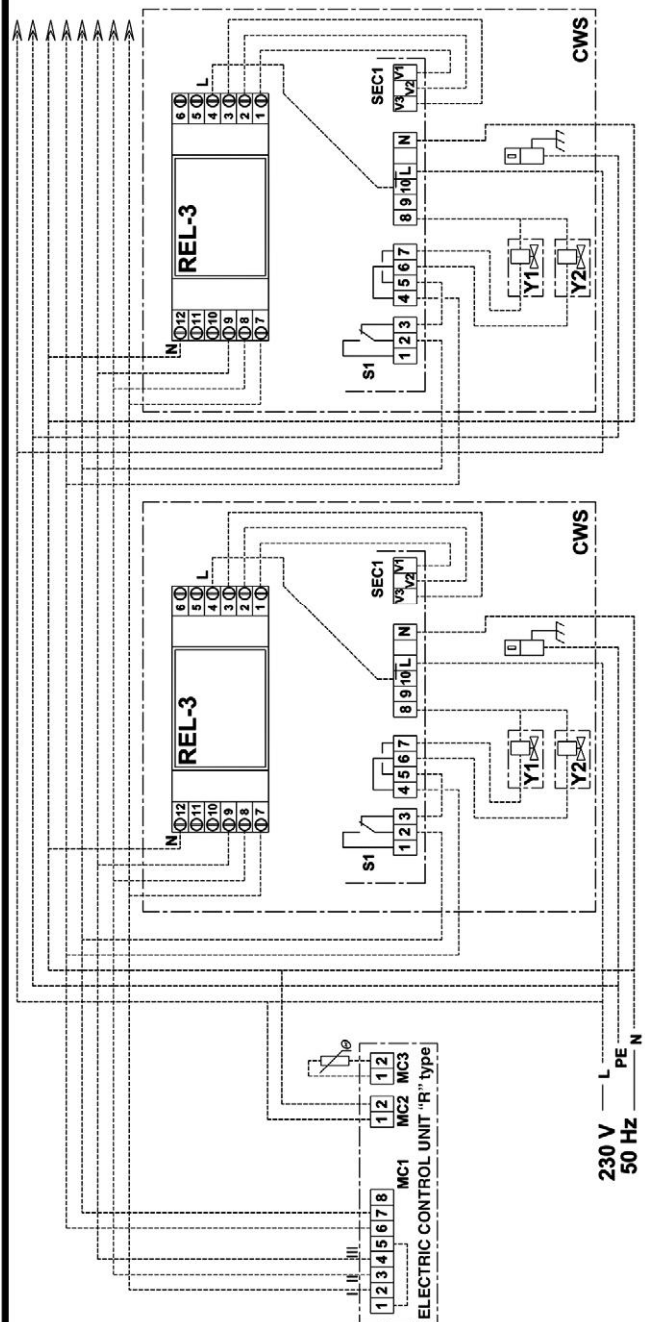 CWS
L
6 5 4 3 2 1
REL-3
12 11 10 9 8 7
N
SEC1
V3 V2 V1
8 9 10 L N
4 5 6 7
1 2 3
S1
Y1
Y2
CWS
L
6 5 4 3 2 1
REL-3
12 11 10 9 8 7
N
SEC1
V3 V2 V1
8 9 10 L N
4 5 6 7
1 2 3
S1
Y1
Y2
θ
1 2
MC3
1 2
MC2
MC1
1 2 3 4 5 6 7 8
I II III
ELECTRIC CONTROL UNIT "R" type
230 V
50 Hz
L
PE
N